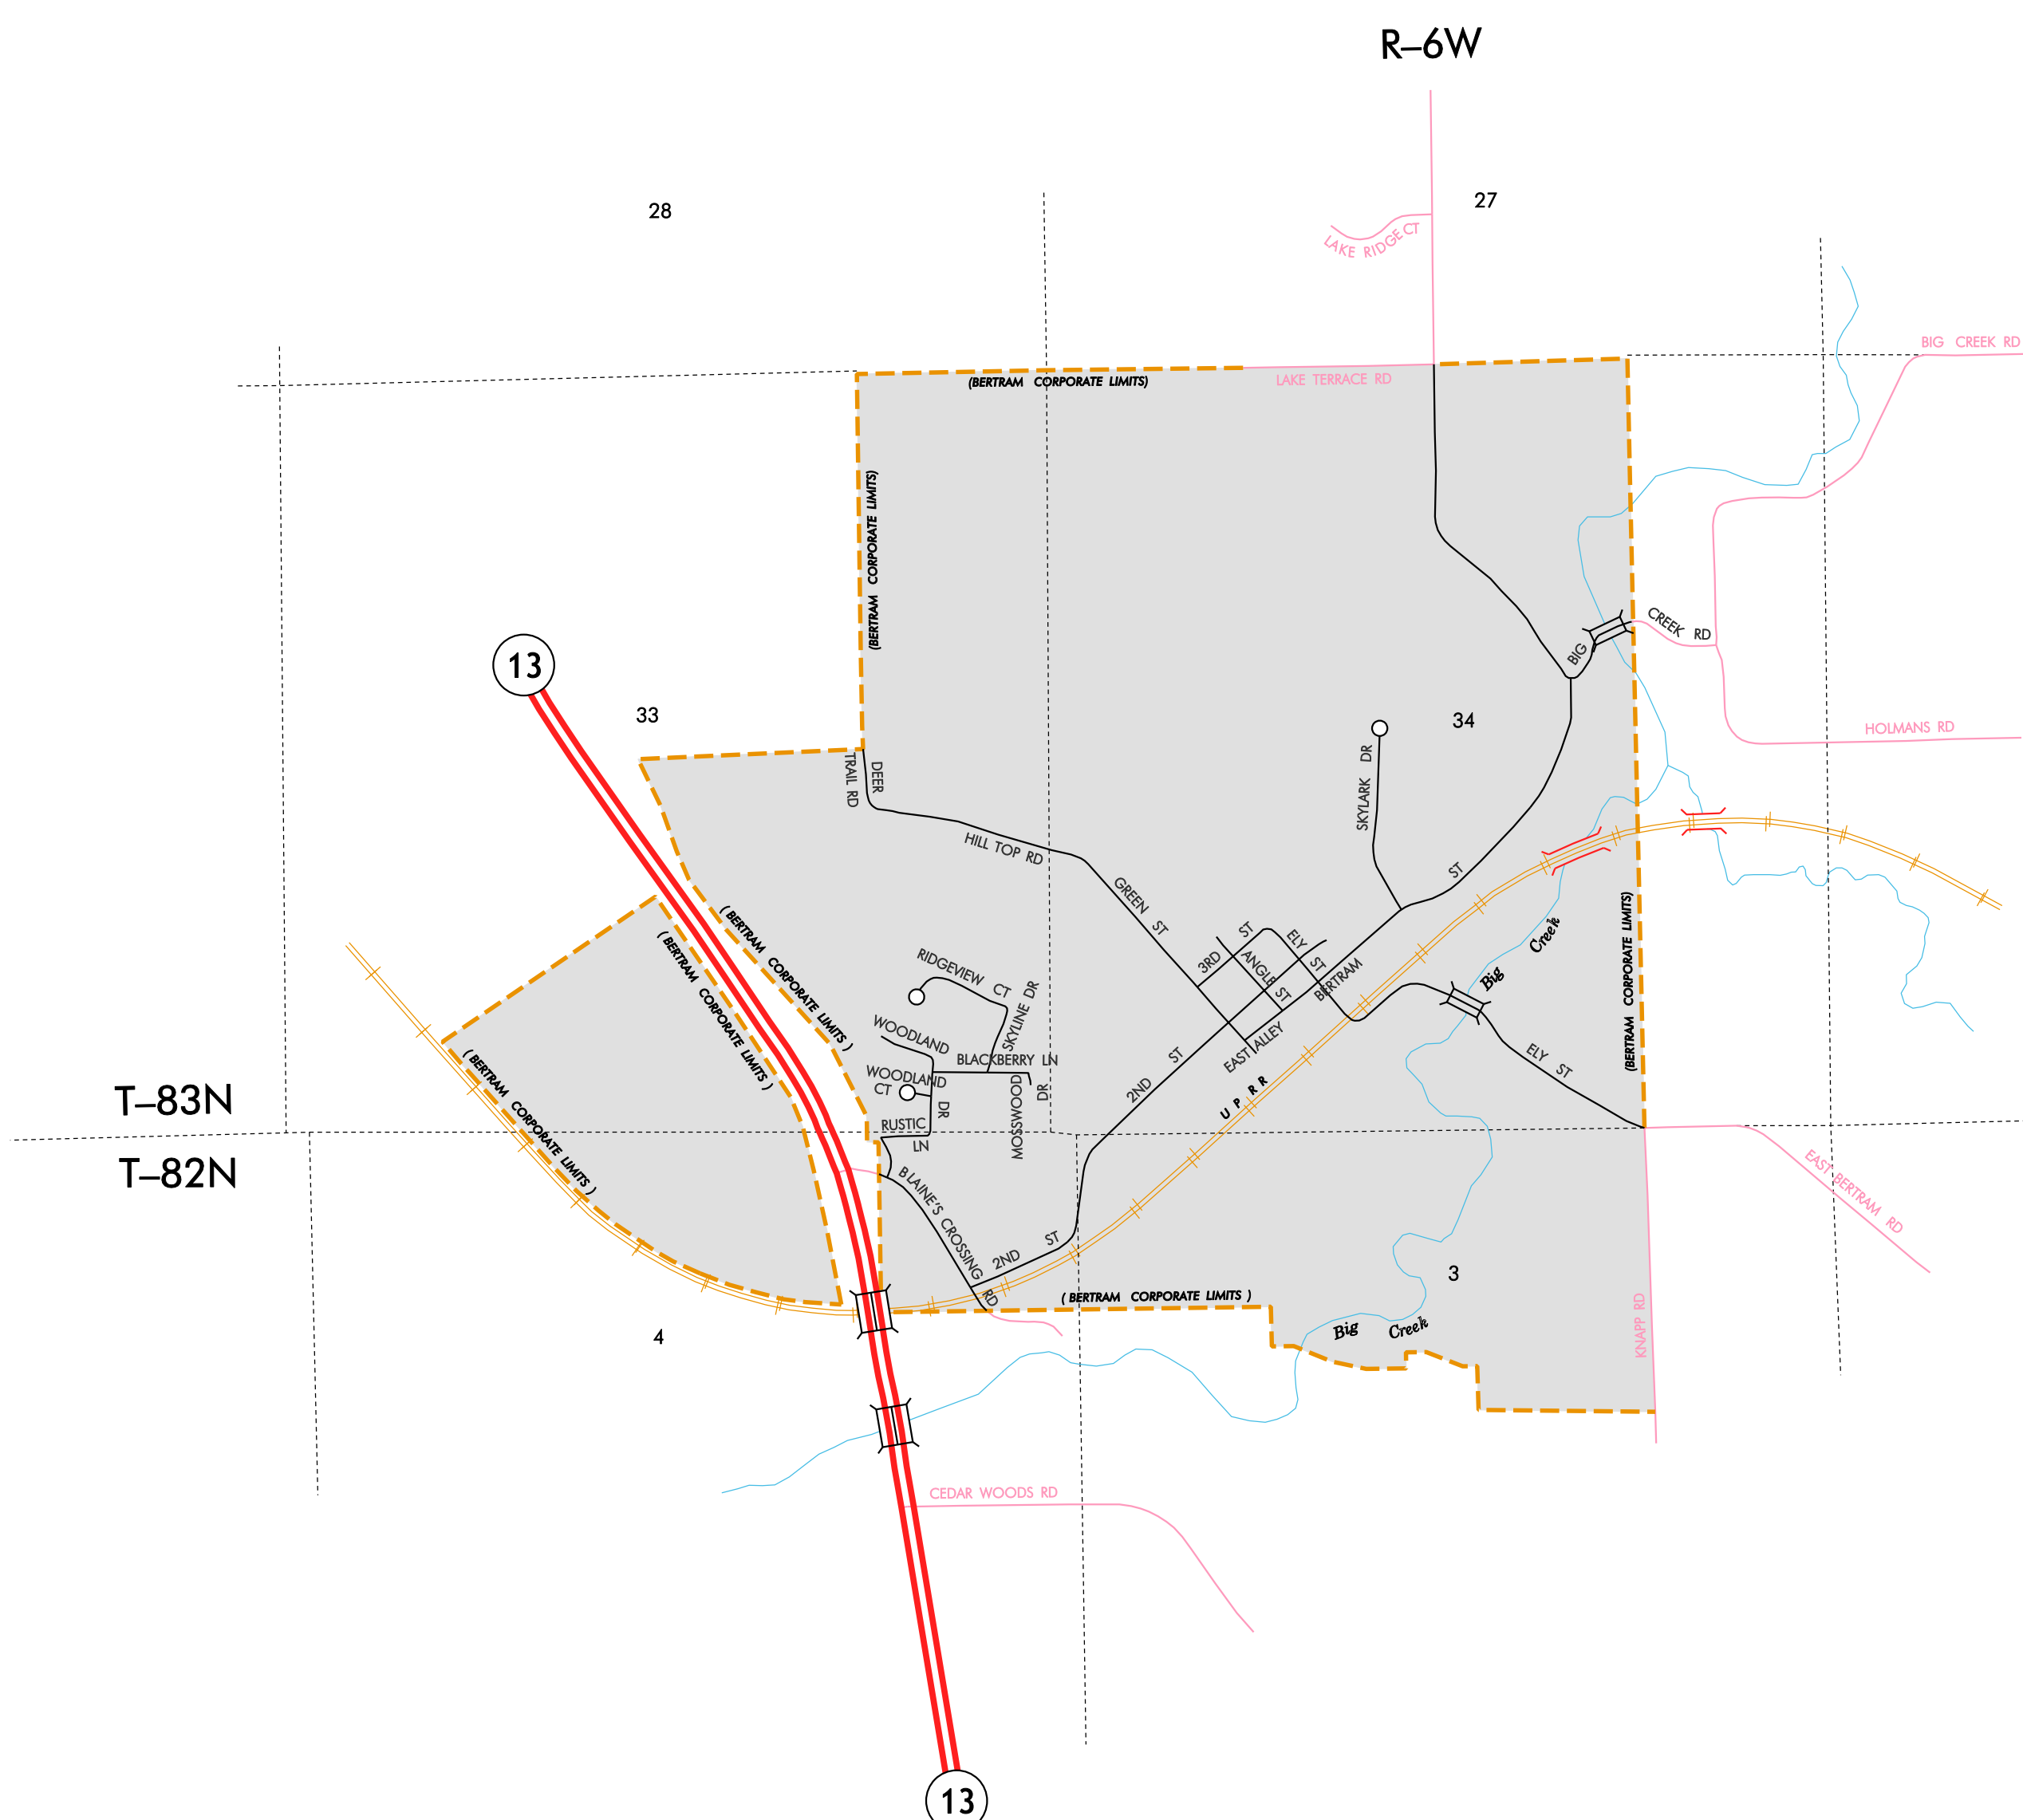 R–6W
28
27
LAKE RIDGE CT
BIG CREEK RD
(BERTRAM CORPORATE LIMITS)
LAKE TERRACE RD
(BERTRAM CORPORATE LIMITS)
BIG CREEK RD
13
33
34
HOLMANS RD
DEER TRAIL RD
SKYLARK DR
HILL TOP RD
GREEN ST
BERTRAM ST
(BERTRAM CORPORATE LIMITS)
(BERTRAM CORPORATE LIMITS)
(BERTRAM CORPORATE LIMITS)
3RD ST
ELY ST
ANGLE ST
Big Creek
RIDGEVIEW CT
SKYLINE DR
WOODLAND DR
BLACKBERRY LN
WOODLAND CT
MOSSWOOD DR
RUSTIC LN
EAST ALLEY
2ND ST
U P RR
ELY ST
(BERTRAM CORPORATE LIMITS)
T–83N
T–82N
BLAINE'S CROSSING RD
2ND ST
EAST BERTRAM RD
3
(BERTRAM CORPORATE LIMITS)
Big Creek
KNAPP RD
4
CEDAR WOODS RD
13